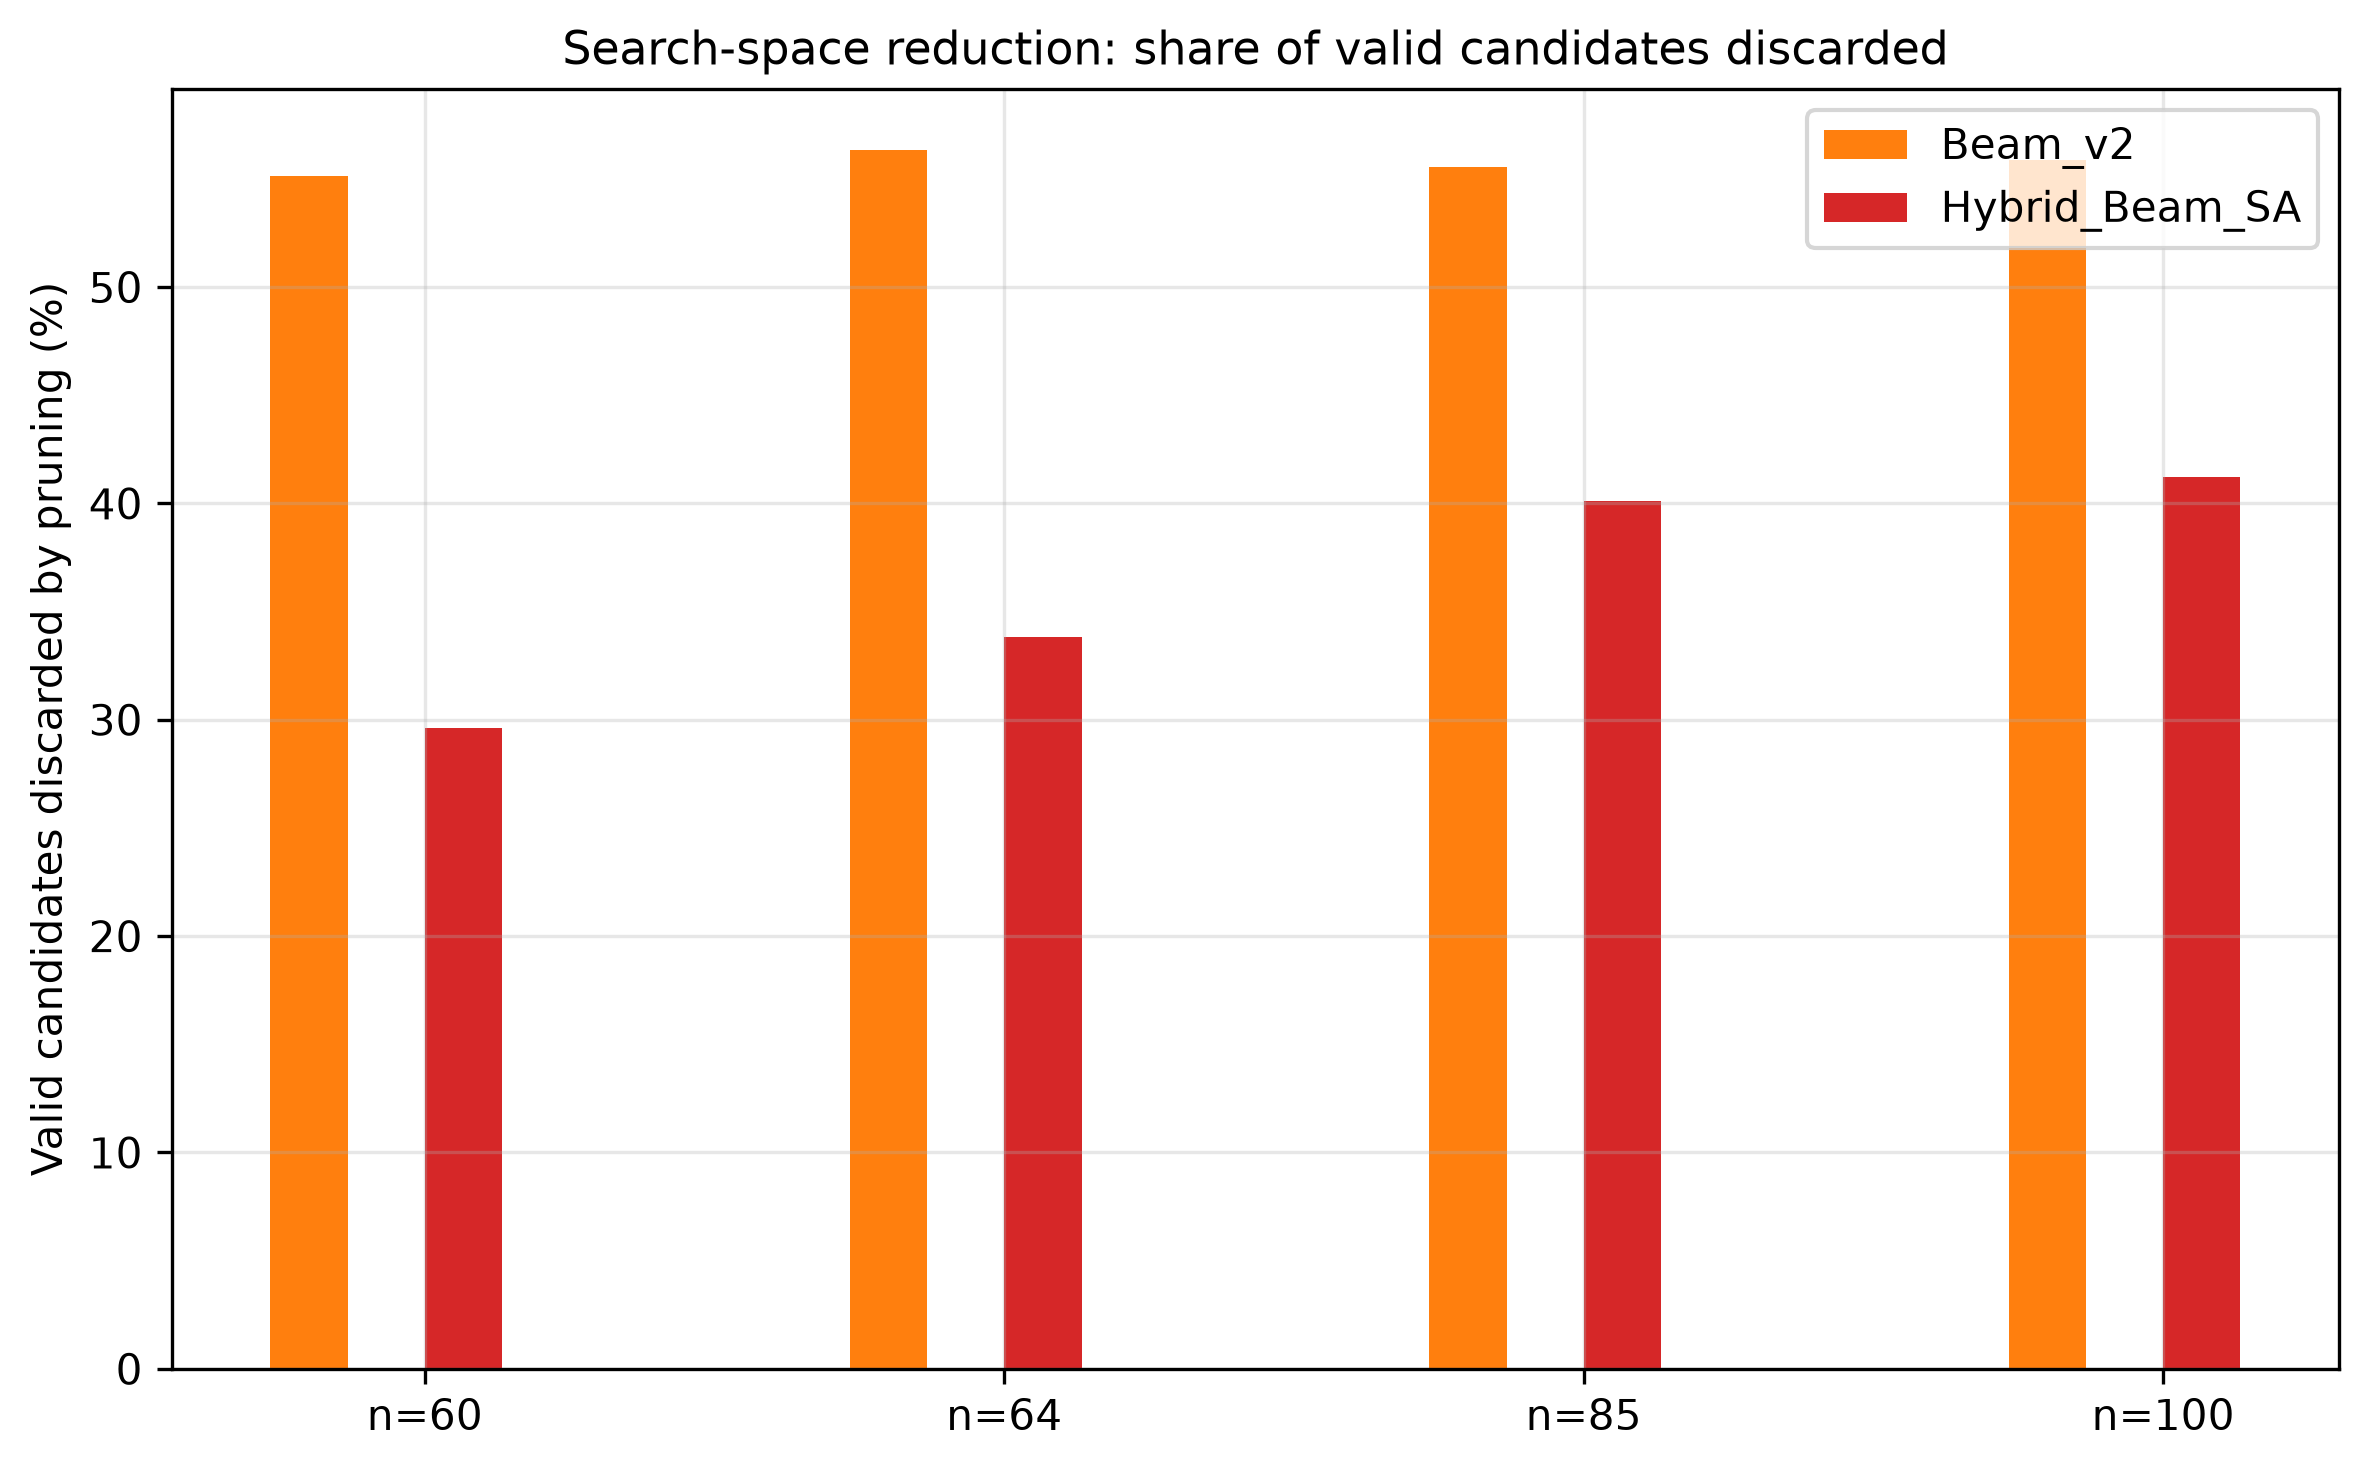 Search-space reduction: share of valid candidates discarded
Beam_v2
Hybrid_Beam_SA
Valid candidates discarded by pruning (%)
50
40
30
20
10
0
n=60
n=64
n=85
n=100